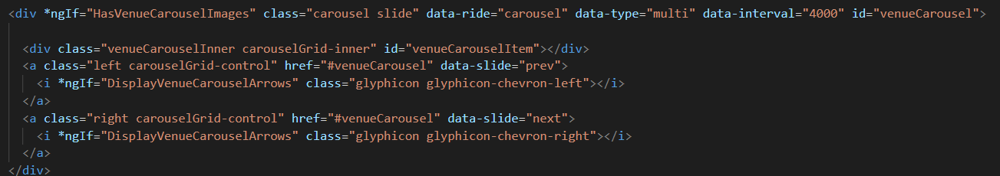 <div *ngIf="HasVenueCarouselImages" class="carousel slide" data-ride="carousel" data-type="multi" data-interval="4000" id="venueCarousel">
<div class="venueCarouselInner carouselGrid-inner" id="venueCarouselItem"></div>
<a class="left carouselGrid-control" href="#venueCarousel" data-slide="prev">
<i *ngIf="DisplayVenueCarouselArrows" class="glyphicon glyphicon-chevron-left"></i>
</a>
<a class="right carouselGrid-control" href="#venueCarousel" data-slide="next">
<i *ngIf="DisplayVenueCarouselArrows" class="glyphicon glyphicon-chevron-right"></i>
</a>
</div>